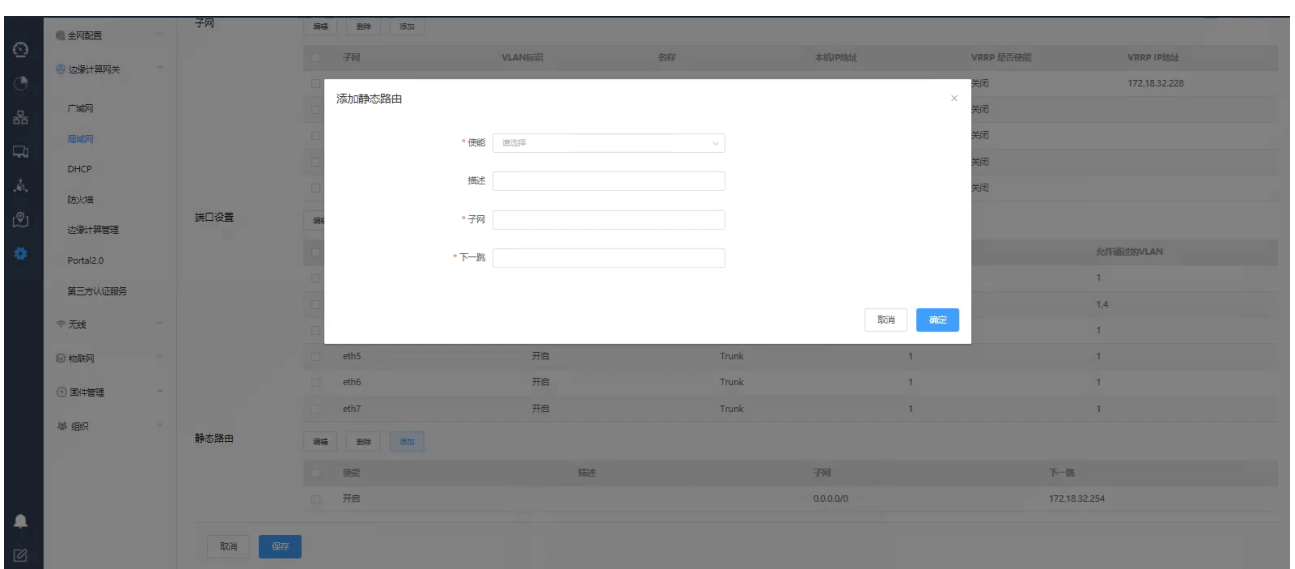 全网配置
边缘计算网关
广域网
局域网
DHCP
防火墙
边缘计算管理
Portal2.0
第三方认证服务
无线
物联网
固件管理
组织
子网
编辑 删除 添加
子网 VLAN标识 名称 本机IP地址 VRRP 是否使能 VRRP IP地址
关闭 172.18.32.228
关闭
关闭
关闭
关闭
添加静态路由
* 使能 请选择
描述
* 子网
* 下一跳
取消 确定
端口设置
允许通过的VLAN
1
1,4
1
eth5 开启 Trunk 1 1
eth6 开启 Trunk 1 1
eth7 开启 Trunk 1 1
静态路由
编辑 删除 添加
使能 描述 子网 下一跳
开启 0.0.0.0/0 172.18.32.254
取消 保存